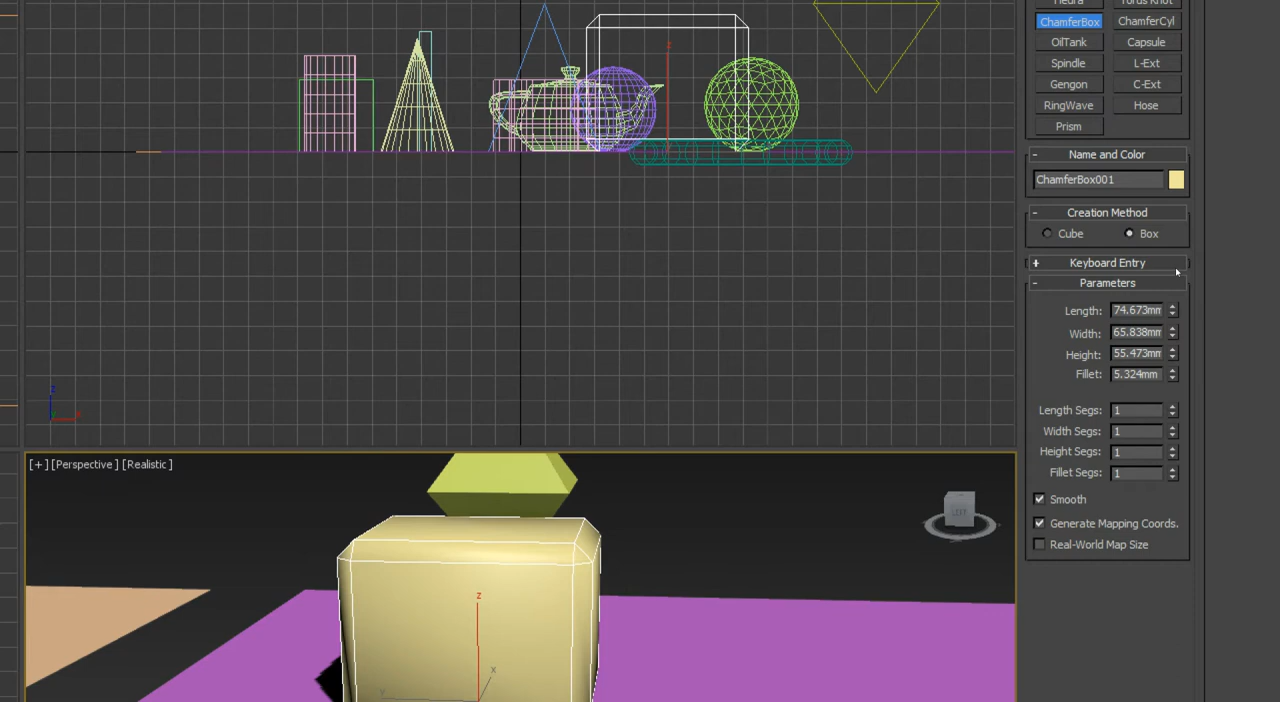 Hedra Torus Knot
ChamferBox ChamferCyl
OilTank Capsule
Spindle L-Ext
Gengon C-Ext
RingWave Hose
Prism
- Name and Color
ChamferBox001
- Creation Method
Cube Box
+ Keyboard Entry
- Parameters
Length: 74.673mm
Width: 65.838mm
Height: 55.473mm
Fillet: 5.324mm
Length Segs: 1
Width Segs: 1
Height Segs: 1
Fillet Segs: 1
Smooth
Generate Mapping Coords.
Real-World Map Size
z
z
x
[+] [Perspective] [Realistic]
z
x
y